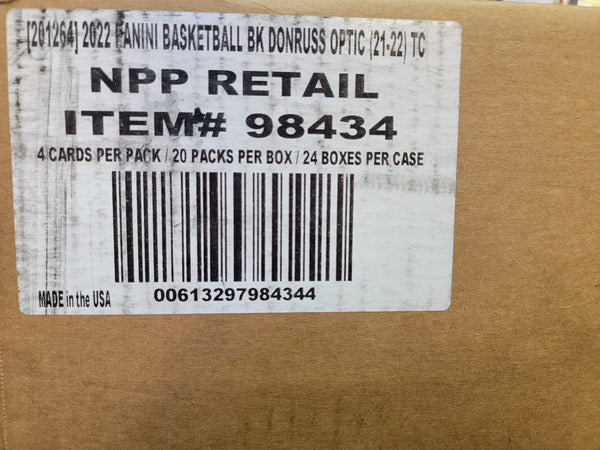 [201264] 2022 PANINI BASKETBALL BK DONRUSS OPTIC (21-22) TC
NPP RETAIL
ITEM# 98434
4 CARDS PER PACK / 20 PACKS PER BOX / 24 BOXES PER CASE
MADE in the USA
00613297984344